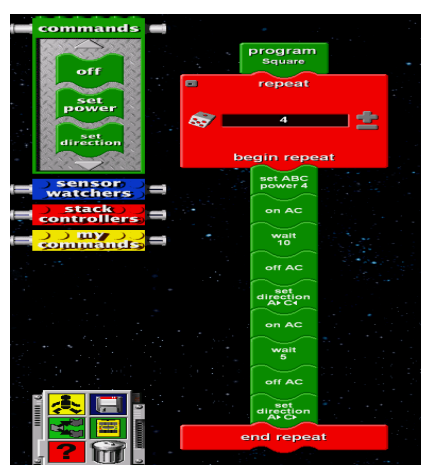 commands
off
set
power
set
direction
sensor
watchers
stack
controllers
my
commands
?
program
Square
repeat
4
begin repeat
set ABC
power 4
on AC
wait
10
off AC
set
direction
A▸ C◂
on AC
wait
5
off AC
set
direction
A▸ C▸
end repeat